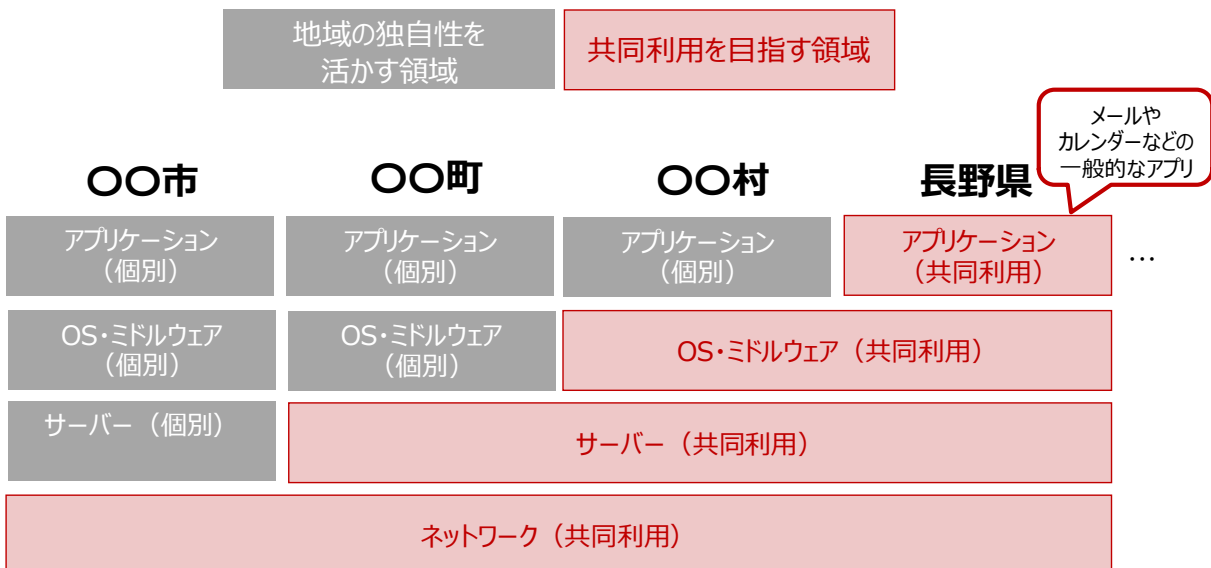 地域の独自性を
活かす領域
共同利用を目指す領域
メールや
カレンダーなどの
一般的なアプリ
〇〇市
〇〇町
〇〇村
長野県
アプリケーション
（個別）
アプリケーション
（個別）
アプリケーション
（個別）
アプリケーション
（共同利用）
…
OS・ミドルウェア
（個別）
OS・ミドルウェア
（個別）
OS・ミドルウェア（共同利用）
サーバー（個別）
サーバー（共同利用）
ネットワーク（共同利用）